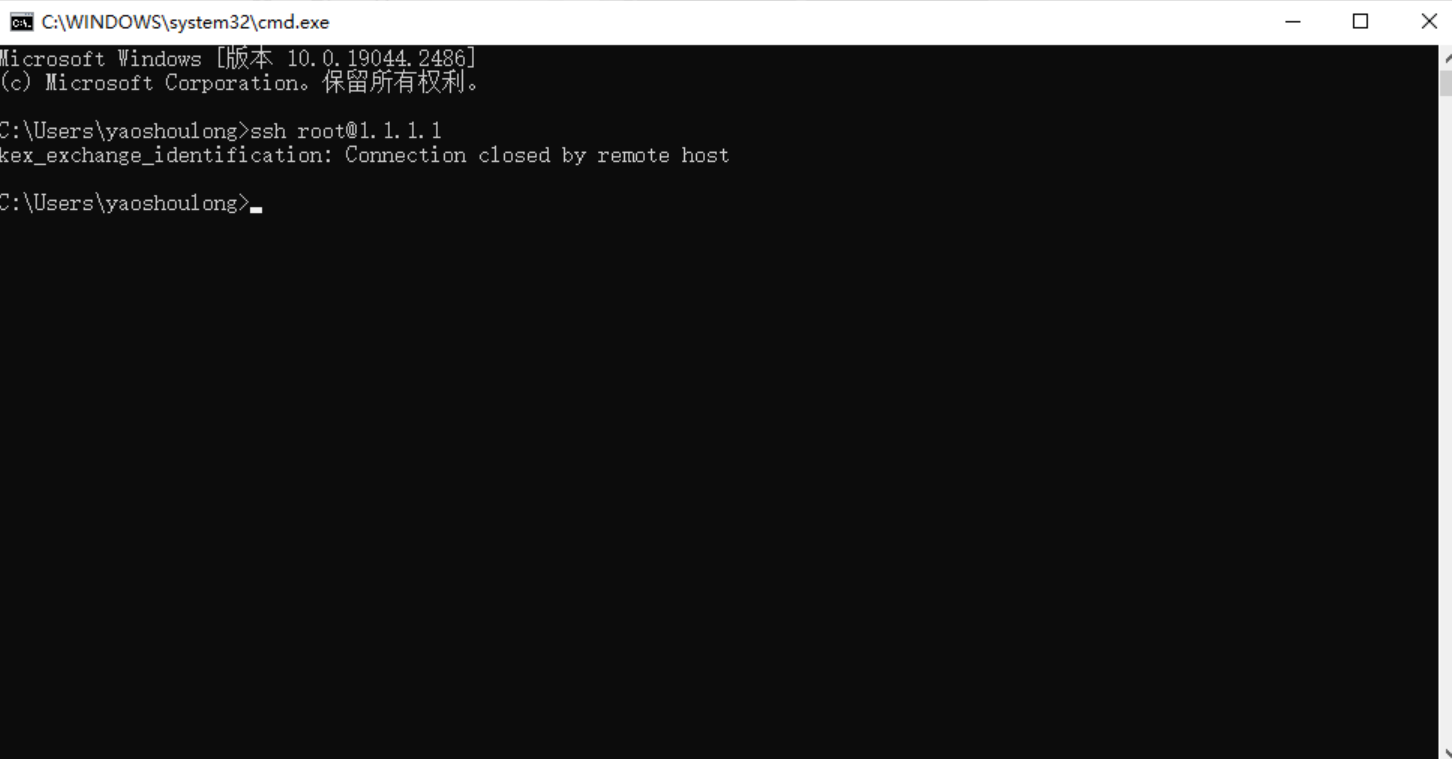 C:\WINDOWS\system32\cmd.exe
Microsoft Windows [版本 10.0.19044.2486]
(c) Microsoft Corporation。保留所有权利。
C:\Users\yaoshoulong>ssh root@1.1.1.1
kex_exchange_identification: Connection closed by remote host
C:\Users\yaoshoulong>